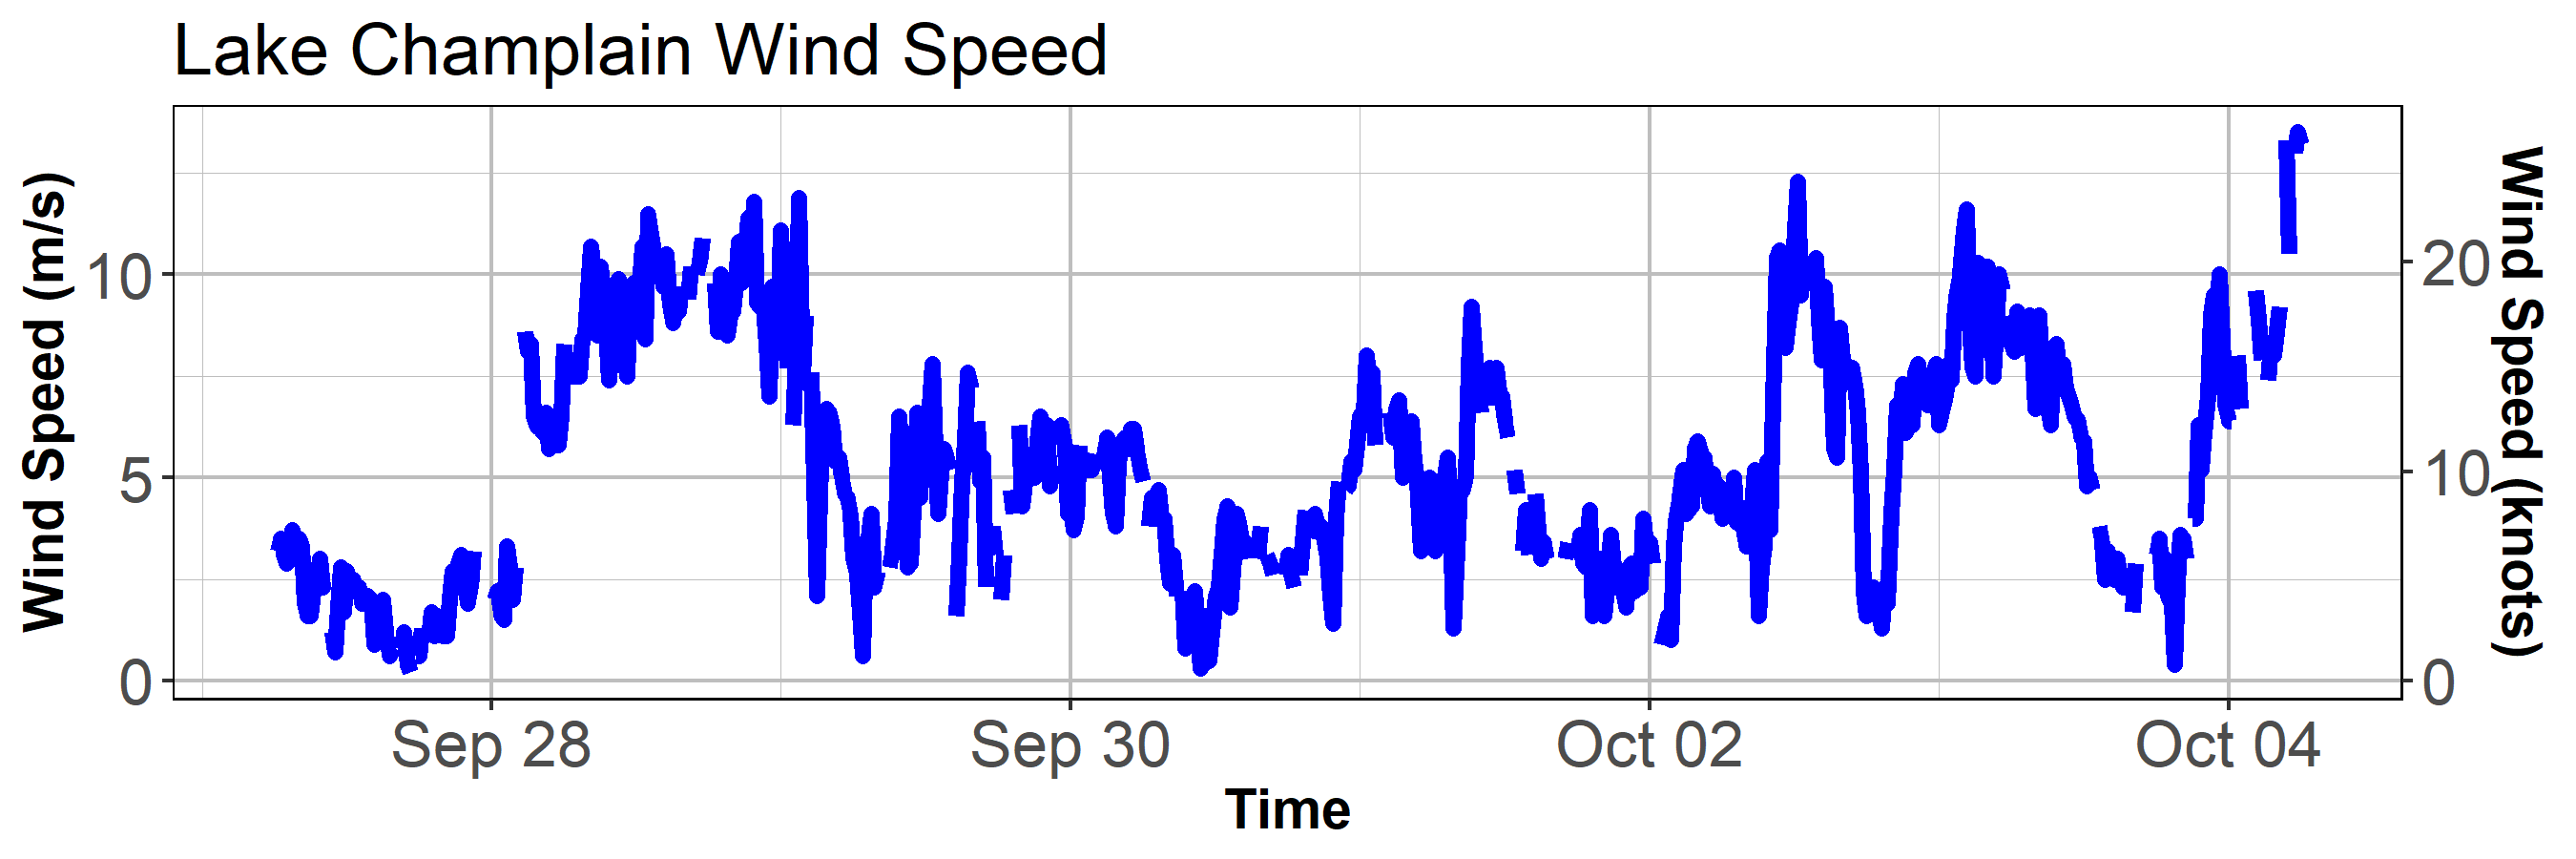 Lake Champlain Wind Speed
Wind Speed (m/s)
10
5
0
20
10
0
Wind Speed (knots)
Sep 28
Sep 30
Oct 02
Oct 04
Time